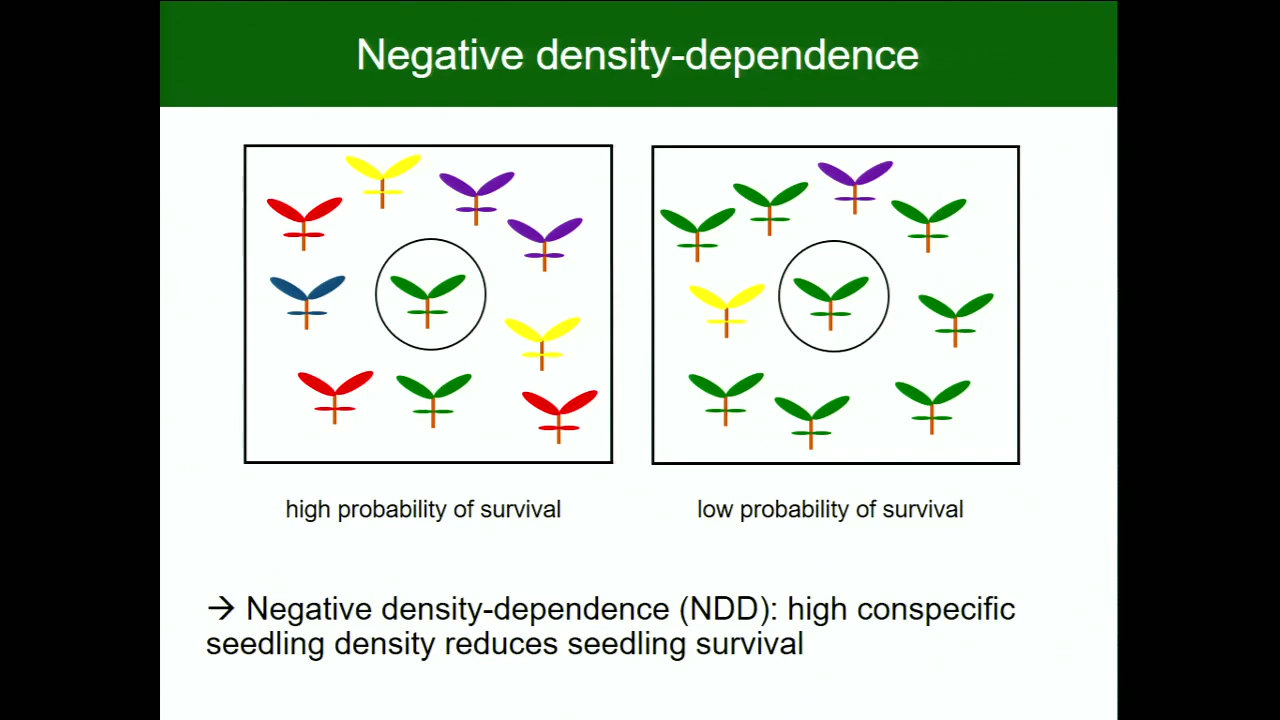 Negative density-dependence
high probability of survival
low probability of survival
→ Negative density-dependence (NDD): high conspecific
seedling density reduces seedling survival